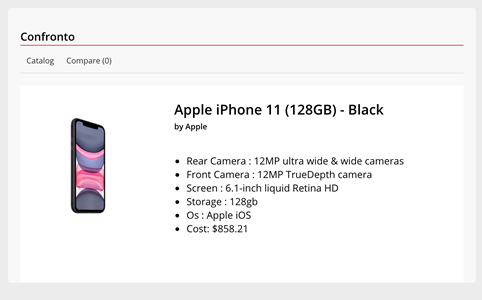 Confronto
Catalog Compare (0)
Apple iPhone 11 (128GB) - Black
by Apple
Rear Camera : 12MP ultra wide & wide cameras
Front Camera : 12MP TrueDepth camera
Screen : 6.1-inch liquid Retina HD
Storage : 128gb
Os : Apple iOS
Cost: $858.21